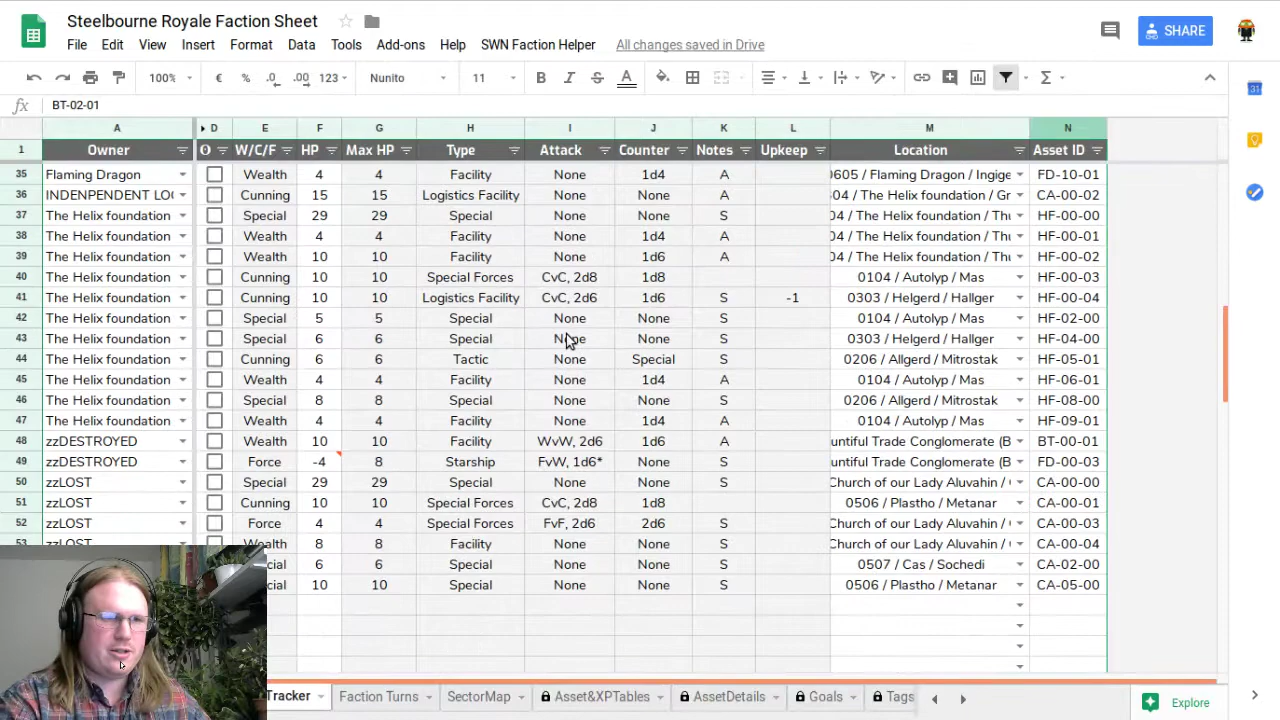 Steelbourne Royale Faction Sheet
SHARE
File Edit View Insert Format Data Tools Add-ons Help SWN Faction Helper All changes saved in Drive
100% € % .0 .00 123 Nunito 11 B I S A Σ
fx BT-02-01
A D E F G H I J K L M N
1 Owner W/C/F HP Max HP Type Attack Counter Notes Upkeep Location Asset ID
35 Flaming Dragon Wealth 4 4 Facility None 1d4 A 0605 / Flaming Dragon / Ingige FD-10-01
36 INDENPENDENT LO Cunning 15 15 Logistics Facility None None A 04 / The Helix foundation / Gr CA-00-02
37 The Helix foundation Special 29 29 Special None None S 04 / The Helix foundation / Thu HF-00-00
38 The Helix foundation Wealth 4 4 Facility None 1d4 A 04 / The Helix foundation / Thu HF-00-01
39 The Helix foundation Wealth 10 10 Facility None 1d6 A 04 / The Helix foundation / Thu HF-00-02
40 The Helix foundation Cunning 10 10 Special Forces CvC, 2d8 1d8 0104 / Autolyp / Mas HF-00-03
41 The Helix foundation Cunning 10 10 Logistics Facility CvC, 2d6 1d6 S -1 0303 / Helgerd / Hallger HF-00-04
42 The Helix foundation Special 5 5 Special None None S 0104 / Autolyp / Mas HF-02-00
43 The Helix foundation Special 6 6 Special None None S 0303 / Helgerd / Hallger HF-04-00
44 The Helix foundation Cunning 6 6 Tactic None Special S 0206 / Allgerd / Mitrostak HF-05-01
45 The Helix foundation Wealth 4 4 Facility None 1d4 A 0104 / Autolyp / Mas HF-06-01
46 The Helix foundation Special 8 8 Special None None S 0206 / Allgerd / Mitrostak HF-08-00
47 The Helix foundation Wealth 4 4 Facility None 1d4 A 0104 / Autolyp / Mas HF-09-01
48 zzDESTROYED Wealth 10 10 Facility WvW, 2d6 1d6 A untiful Trade Conglomerate (B BT-00-01
49 zzDESTROYED Force -4 8 Starship FvW, 1d6* None S untiful Trade Conglomerate (B FD-00-03
50 zzLOST Special 29 29 Special None None S Church of our Lady Aluvahin / CA-00-00
51 zzLOST Cunning 10 10 Special Forces CvC, 2d8 1d8 0506 / Plastho / Metanar CA-00-01
52 zzLOST Force 4 4 Special Forces FvF, 2d6 2d6 S Church of our Lady Aluvahin / CA-00-03
53 zzLOST Wealth 8 8 Facility None None S Church of our Lady Aluvahin / CA-00-04
cial 6 6 Special None None S 0507 / Cas / Sochedi CA-02-00
cial 10 10 Special None None S 0506 / Plastho / Metanar CA-05-00
Tracker Faction Turns SectorMap Asset&XPTables AssetDetails Goals Tags
Explore